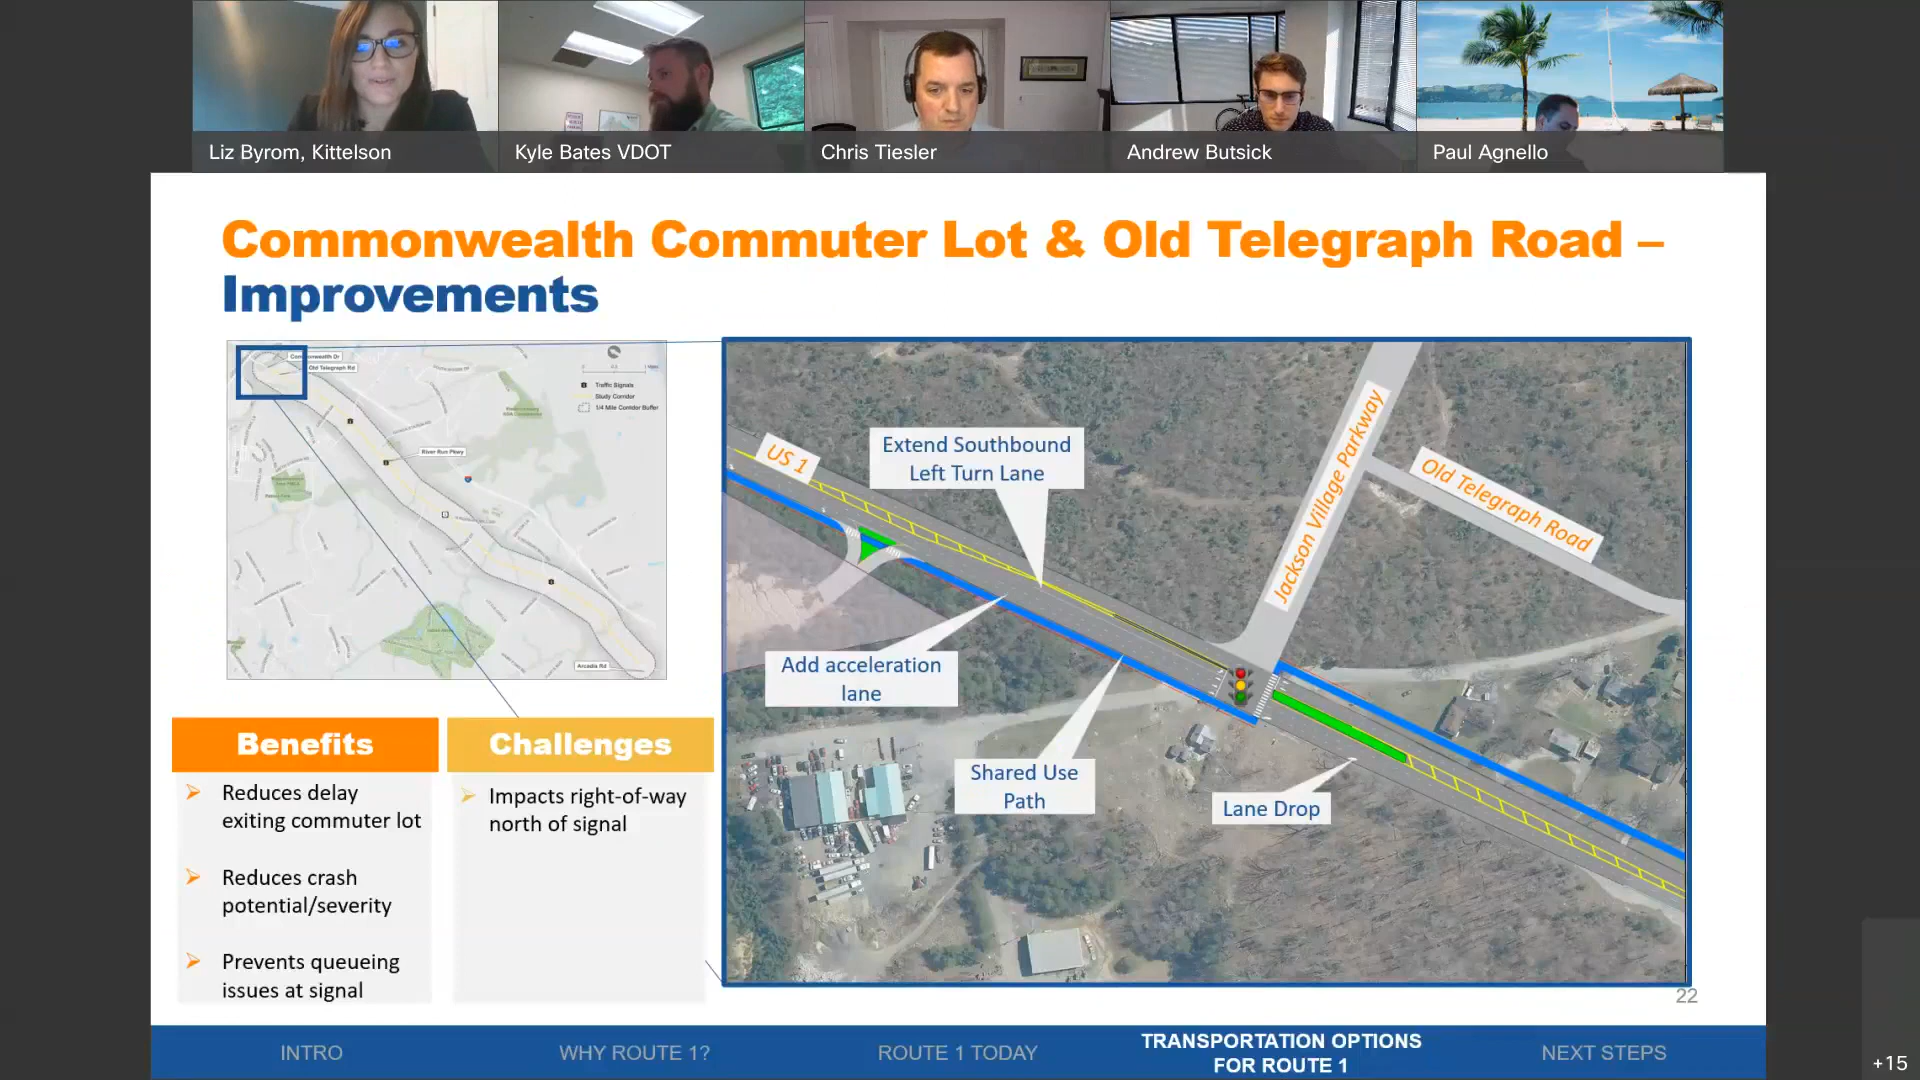 Liz Byrom, Kittelson
Kyle Bates VDOT
Chris Tiesler
Andrew Butsick
Paul Agnello
Commonwealth Commuter Lot & Old Telegraph Road –
Improvements
Commonwealth Dr
Old Telegraph Rd
Traffic Signals
Study Corridor
1/4 Mile Corridor Buffer
River Run Pkwy
Arcadia Rd
US 1
Extend Southbound
Left Turn Lane
Jackson Village Parkway
Old Telegraph Road
Add acceleration
lane
Shared Use
Path
Lane Drop
Benefits
Reduces delay
exiting commuter lot
Reduces crash
potential/severity
Prevents queueing
issues at signal
Challenges
Impacts right-of-way
north of signal
22
INTRO
WHY ROUTE 1?
ROUTE 1 TODAY
TRANSPORTATION OPTIONS
FOR ROUTE 1
NEXT STEPS
+15